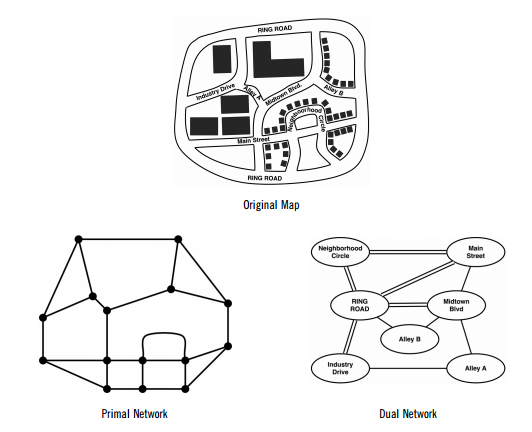 RING ROAD
Industry Drive
Alley A
Midtown Blvd.
Alley B
Neighboorhood Circle
Main Street
RING ROAD
Original Map
Neighborhood
Circle
Main
Street
RING
ROAD
Midtown
Blvd
Alley B
Industry
Drive
Alley A
Primal Network
Dual Network